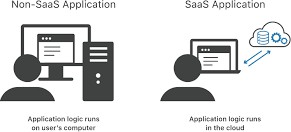 Non-SaaS Application
SaaS Application
Application logic runs
on user's computer
Application logic runs
in the cloud